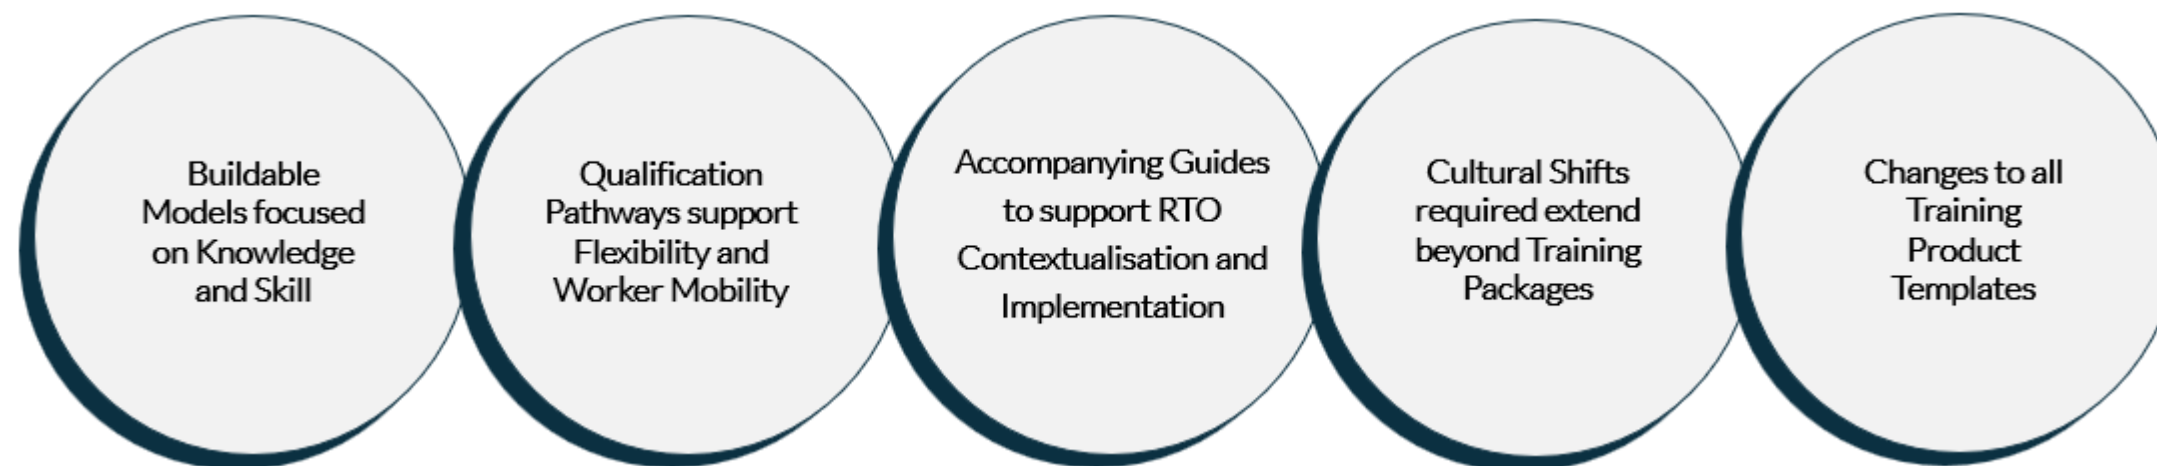 Buildable
Models focused
on Knowledge
and Skill
Qualification
Pathways support
Flexibility and
Worker Mobility
Accompanying Guides
to support RTO
Contextualisation and
Implementation
Cultural Shifts
required extend
beyond Training
Packages
Changes to all
Training
Product
Templates